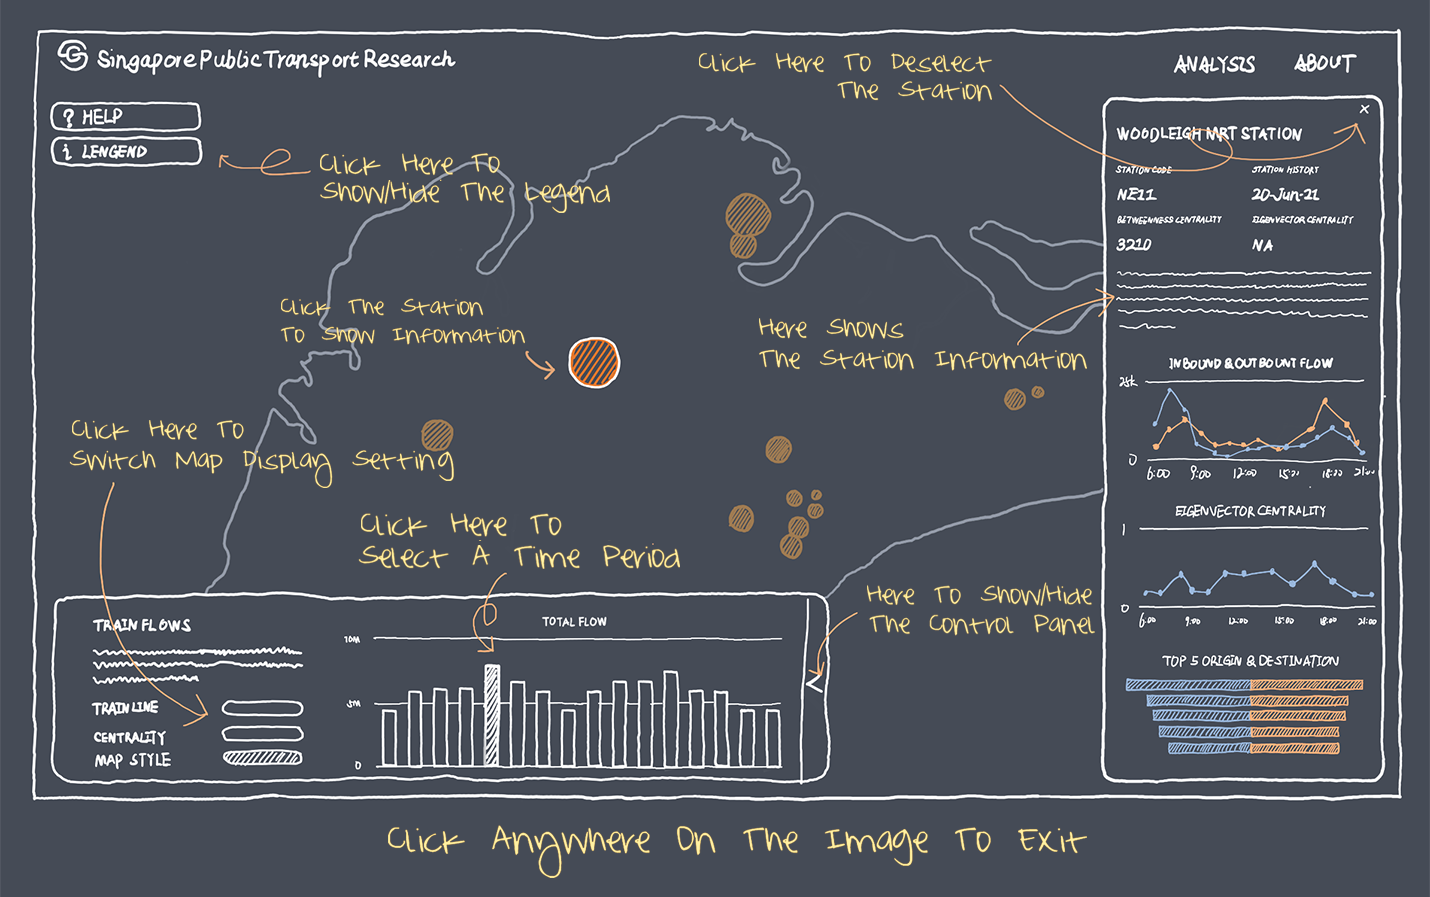 Singapore Public Transport Research
ANALYSIS
ABOUT
? HELP
i LENGEND
Click Here To Deselect
The Station
Click Here To
Show/Hide The Legend
Click The Station
To Show Information
Here Shows
The Station Information
Click Here To
Switch Map Display Setting
Click Here To
Select A Time Period
Here To Show/Hide
The Control Panel
TRAIN FLOWS
TRAIN LINE
CENTRALITY
MAP STYLE
TOTAL FLOW
10M
5M
0
x
WOODLEIGH MRT STATION
STATION CODE
STATION HISTORY
NE11
20-Jun-21
BETWEENNESS CENTRALITY
EIGENVECTOR CENTRALITY
3210
NA
INBOUND & OUTBOUNT FLOW
25k
0
6:00 9:00 12:00 15:00 18:00 21:00
EIGENVECTOR CENTRALITY
1
0
6:00 9:00 12:00 15:00 18:00 21:00
TOP 5 ORIGIN & DESTINATION
Click Anywhere On The Image To Exit